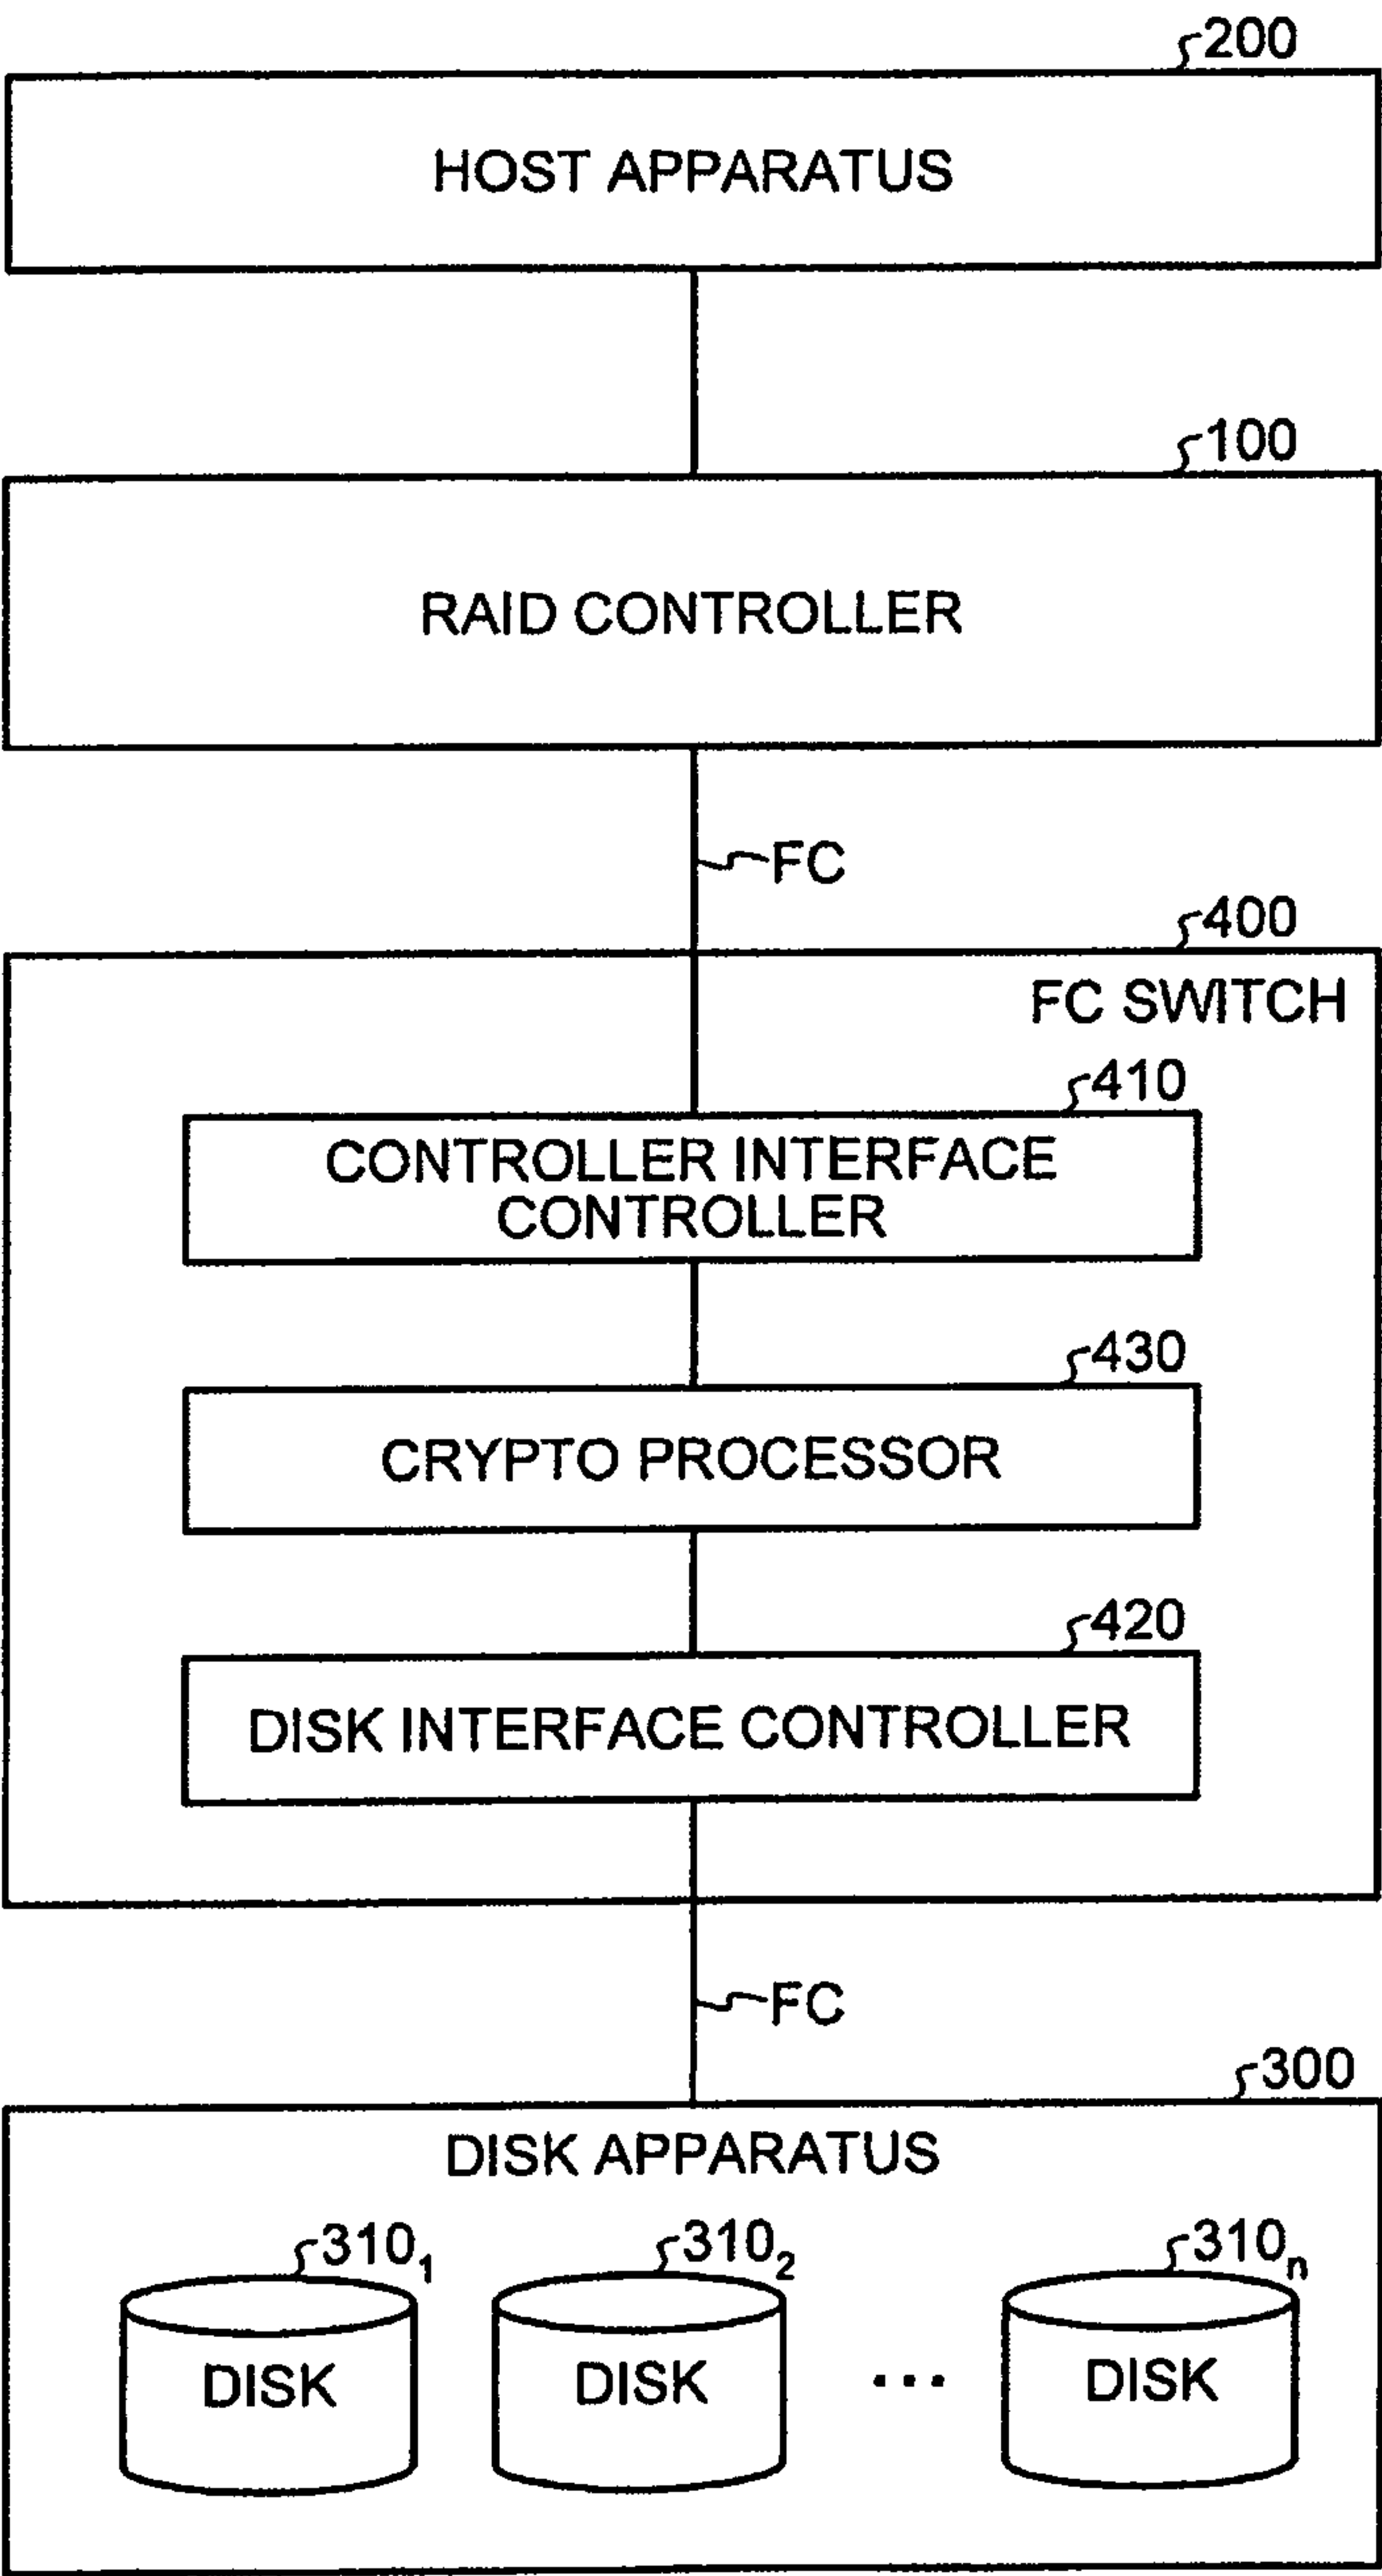 200
HOST APPARATUS
100
RAID CONTROLLER
FC
400
FC SWITCH
410
CONTROLLER INTERFACE
CONTROLLER
430
CRYPTO PROCESSOR
420
DISK INTERFACE CONTROLLER
FC
300
DISK APPARATUS
310₁ 310₂ 310ₙ
DISK DISK ... DISK